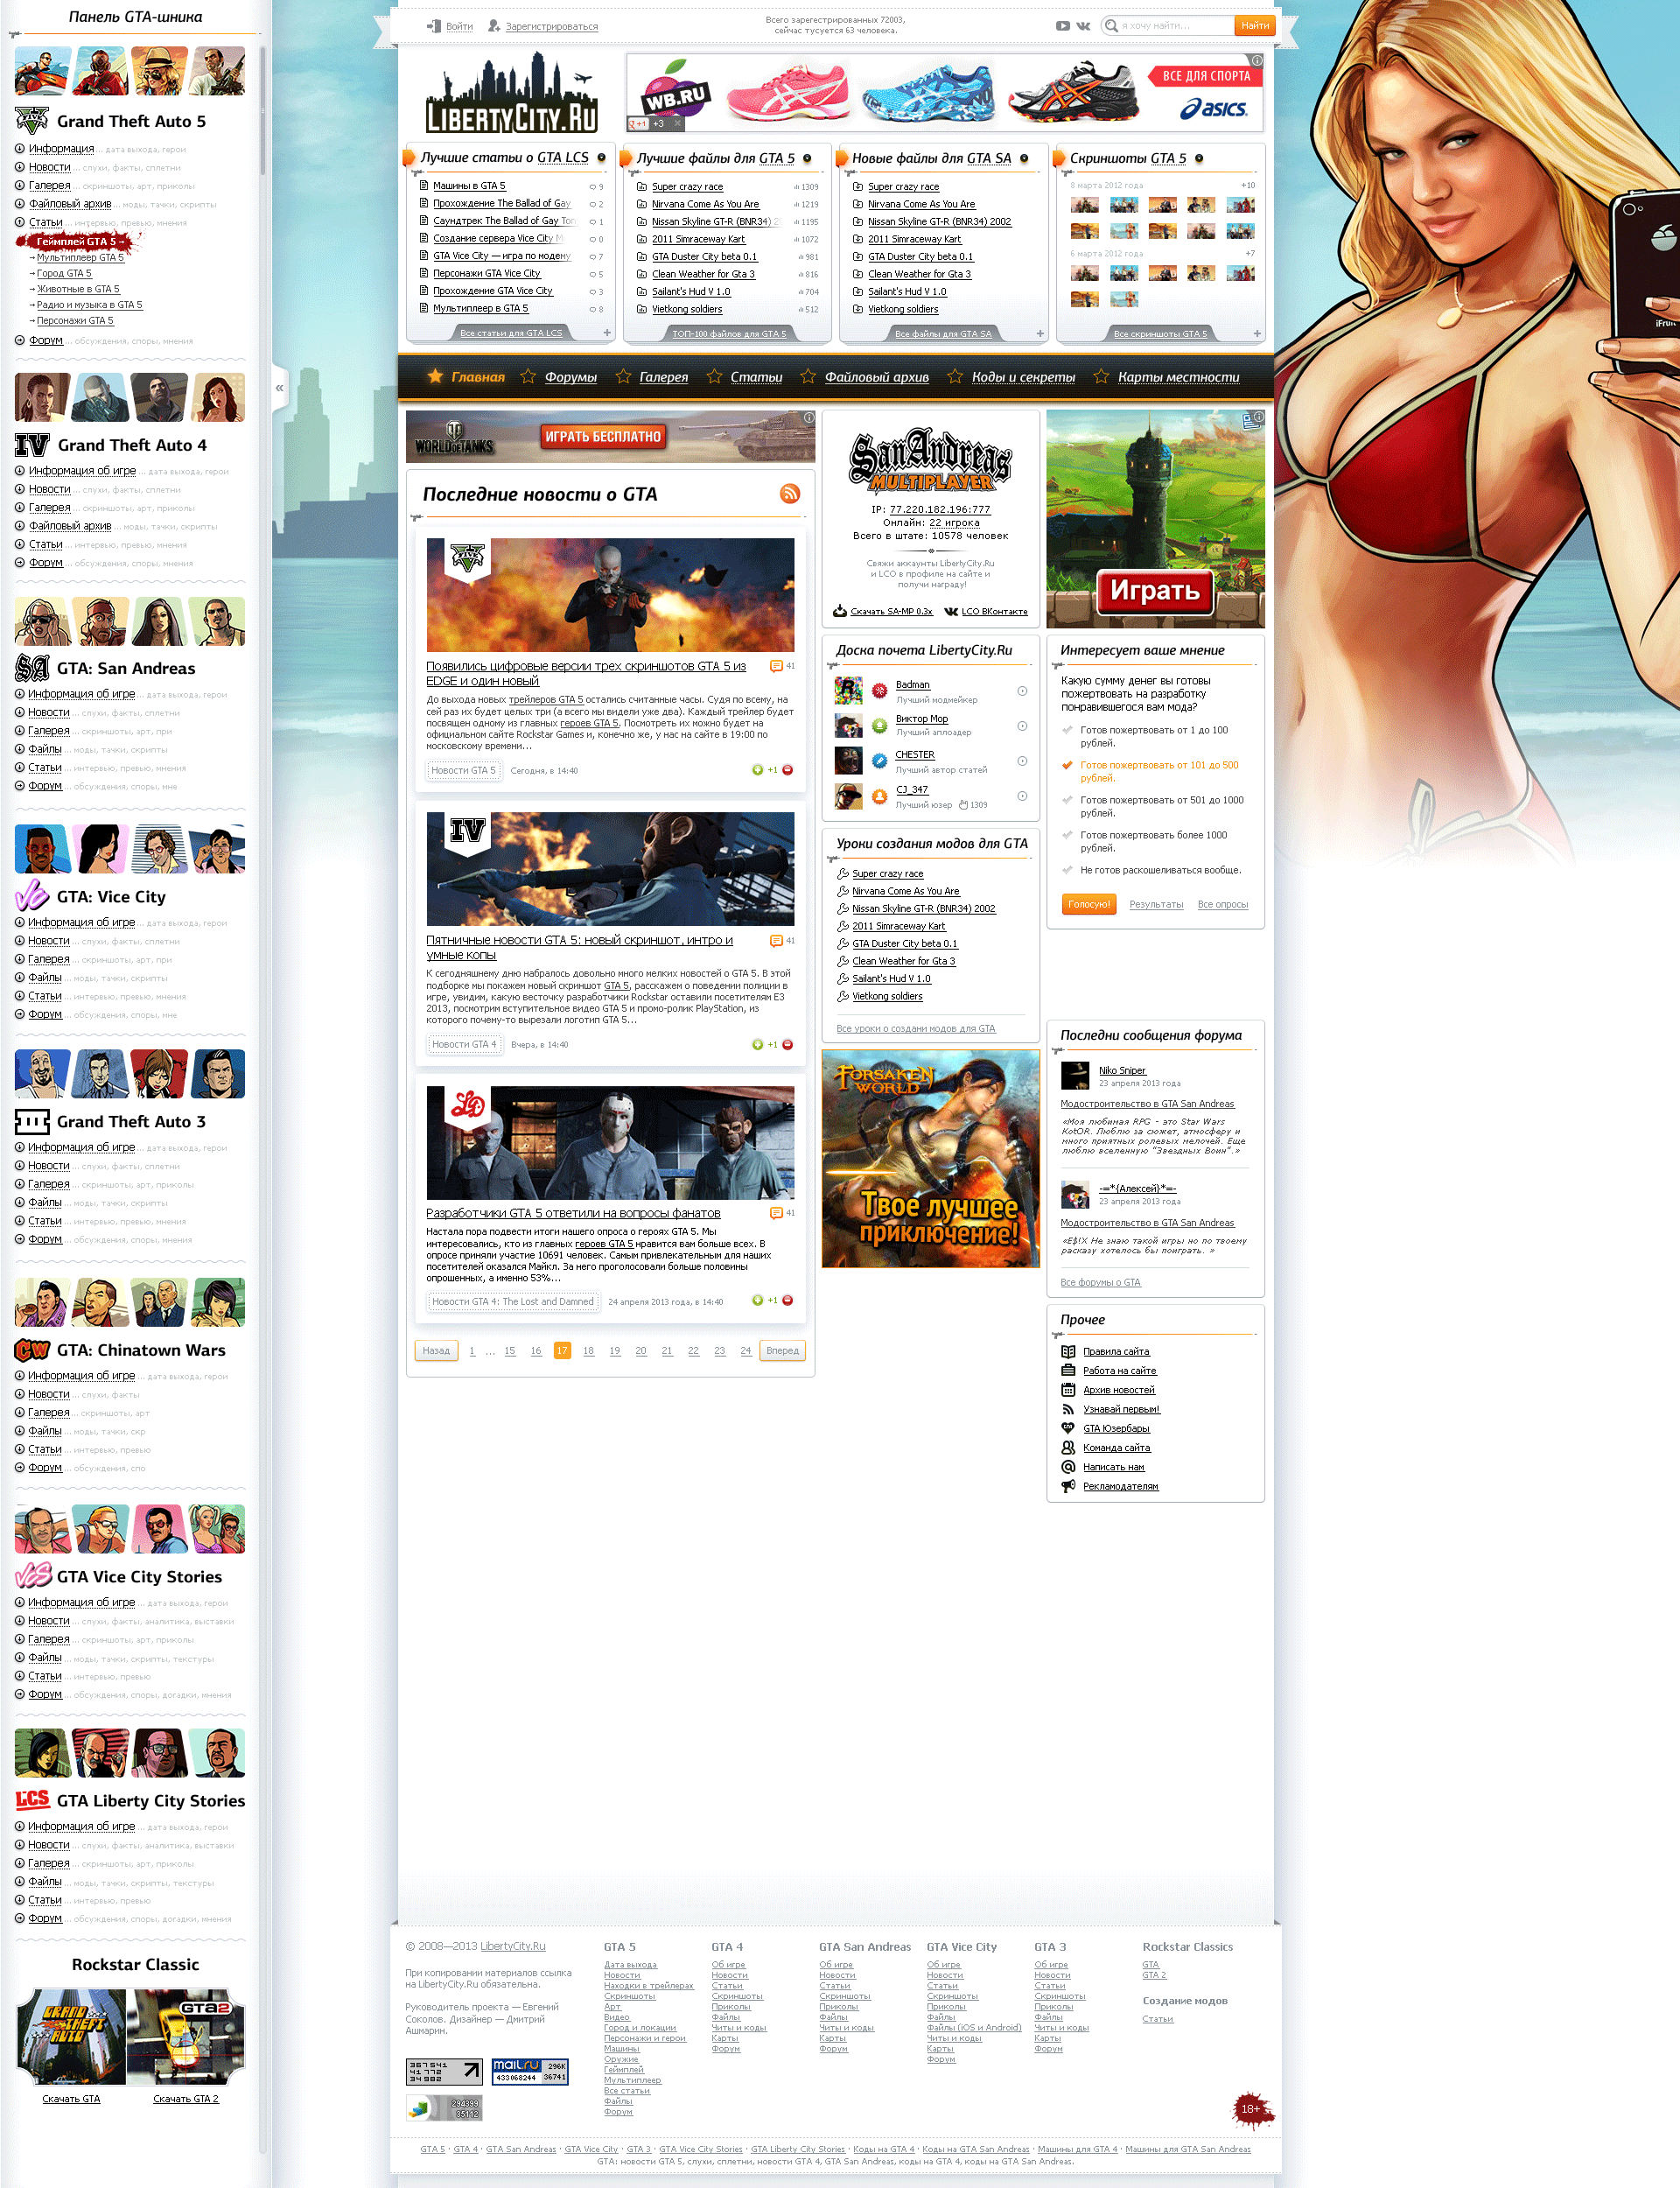 Панель GTA-шника
Grand Theft Auto 5
Информация ... дата выхода, герои
Новости ... слухи, факты, сплетни
Галерея ... скриншоты, арт, приколы
Файловый архив ... моды, тачки, скрипты
Статьи ... интервью, превью, мнения
Геймплей GTA 5 →
→ Мультиплеер GTA 5
→ Город GTA 5
→ Животные в GTA 5
→ Радио и музыка в GTA 5
→ Персонажи GTA 5
Форум ... обсуждения, споры, мнения
IV Grand Theft Auto 4
Информация об игре ... дата выхода, герои
Новости ... слухи, факты, сплетни
Галерея ... скриншоты, арт, приколы
Файловый архив ... моды, тачки, скрипты
Статьи ... интервью, превью, мнения
Форум ... обсуждения, споры, мнения
SA GTA: San Andreas
Информация об игре ... дата выхода, герои
Новости ... слухи, факты, сплетни
Галерея ... скриншоты, арт, при
Файлы ... моды, тачки, скрипты
Статьи ... интервью, превью, мнения
Форум ... обсуждения, споры, мне
VC GTA: Vice City
Информация об игре ... дата выхода, герои
Новости ... слухи, факты, сплетни
Галерея ... скриншоты, арт, при
Файлы ... моды, тачки, скрипты
Статьи ... интервью, превью, мнения
Форум ... обсуждения, споры, мне
Grand Theft Auto 3
Информация об игре ... дата выхода, герои
Новости ... слухи, факты, сплетни
Галерея ... скриншоты, арт, приколы
Файлы ... моды, тачки, скрипты
Статьи ... интервью, превью, мнения
Форум ... обсуждения, споры, мнения
CW GTA: Chinatown Wars
Информация об игре ... дата выхода, герои
Новости ... слухи, факты
Галерея ... скриншоты, арт
Файлы ... моды, тачки, скр
Статьи ... интервью, превью
Форум ... обсуждения, спо
VCS GTA Vice City Stories
Информация об игре ... дата выхода, герои
Новости ... слухи, факты, аналитика, выставки
Галерея ... скриншоты, арт, приколы
Файлы ... моды, тачки, скрипты, текстуры
Статьи ... интервью, превью
Форум ... обсуждения, споры, догадки, мнения
LCS GTA Liberty City Stories
Информация об игре ... дата выхода, герои
Новости ... слухи, факты, аналитика, выставки
Галерея ... скриншоты, арт, приколы
Файлы ... моды, тачки, скрипты, текстуры
Статьи ... интервью, превью
Форум ... обсуждения, споры, догадки, мнения
Rockstar Classic
GRAND THEFT AUTO
GTA2
Скачать GTA
Скачать GTA 2
«
Войти
Зарегистрироваться
Всего зарегестрированных 72003,
сейчас тусуется 63 человека.
я хочу найти...
Найти
LIBERTYCITY.RU
WB.RU
ВСЕ ДЛЯ СПОРТА
asics.
+1 +3
Лучшие статьи о GTA LCS
Машины в GTA 5 9
Прохождение The Ballad of Gay 2
Саундтрек The Ballad of Gay Ton 1
Создание сервера Vice City M 0
GTA Vice City — игра по модему 7
Персонажи GTA Vice City 5
Прохождение GTA Vice City 3
Мультиплеер в GTA 5 8
Все статьи для GTA LCS
+
Лучшие файлы для GTA 5
Super crazy race 1309
Nirvana Come As You Are 1219
Nissan Skyline GT-R (BNR34) 2 1195
2011 Simraceway Kart 1072
GTA Duster City beta 0.1 981
Clean Weather for Gta 3 816
Sailant's Hud V 1.0 704
Vietkong soldiers 512
ТОП-100 файлов для GTA 5
Новые файлы для GTA SA
Super crazy race
Nirvana Come As You Are
Nissan Skyline GT-R (BNR34) 2002
2011 Simraceway Kart
GTA Duster City beta 0.1
Clean Weather for Gta 3
Sailant's Hud V 1.0
Vietkong soldiers
Все файлы для GTA SA
+
Скриншоты GTA 5
8 марта 2012 года +10
6 марта 2012 года +7
Все скриншоты GTA 5
+
iFruit
Главная
Форумы
Галерея
Статьи
Файловый архив
Коды и секреты
Карты местности
WORLD OF TANKS
ИГРАТЬ БЕСПЛАТНО
Последние новости о GTA
FIVE
Появились цифровые версии трех скриншотов GTA 5 из
EDGE и один новый
41
До выхода новых трейлеров GTA 5 остались считанные часы. Судя по всему, на
сей раз их будет целых три (а всего мы видели уже два). Каждый трейлер будет
посвящен одному из главных героев GTA 5. Посмотреть их можно будет на
официальном сайте Rockstar Games и, конечно же, у нас на сайте в 19:00 по
московскому времени...
Новости GTA 5
Сегодня, в 14:40
+1
IV
Пятничные новости GTA 5: новый скриншот, интро и
умные копы
41
К сегодняшнему дню набралось довольно много мелких новостей о GTA 5. В этой
подборке мы покажем новый скриншот GTA 5, расскажем о поведении полиции в
игре, увидим, какую весточку разработчики Rockstar оставили посетителям E3
2013, посмотрим вступительное видео GTA 5 и промо-ролик PlayStation, из
которого почему-то вырезали логотип GTA 5...
Новости GTA 4
Вчера, в 14:40
+1
L&D
Разработчики GTA 5 ответили на вопросы фанатов
41
Настала пора подвести итоги нашего опроса о героях GTA 5. Мы
интересовались, кто из главных героев GTA 5 нравится вам больше всех. В
опросе приняли участие 10691 человек. Самым привлекательным для наших
посетителей оказался Майкл. За него проголосовали больше половины
опрошенных, а именно 53%...
Новости GTA 4: The Lost and Damned
24 апреля 2013 года, в 14:40
+1
Назад 1 ... 15 16 17 18 19 20 21 22 23 24 Вперед
San Andreas
MULTIPLAYER
IP: 77.220.182.196:777
Онлайн: 22 игрока
Всего в штате: 10578 человек
Свяжи аккаунты LibertyCity.Ru
и LCO в профиле на сайте и
получи награду!
Скачать SA-MP 0.3x
LCO ВКонтакте
Играть
Доска почета LibertyCity.Ru
Badman
Лучший модмейкер
Виктор Мор
Лучший аплоадер
CHESTER
Лучший автор статей
CJ_347
Лучший юзер 1309
Уроки создания модов для GTA
Super crazy race
Nirvana Come As You Are
Nissan Skyline GT-R (BNR34) 2002
2011 Simraceway Kart
GTA Duster City beta 0.1
Clean Weather for Gta 3
Sailant's Hud V 1.0
Vietkong soldiers
Все уроки о создани модов для GTA
FORSAKEN
WORLD
Твое лучшее
приключение!
Интересует ваше мнение
Какую сумму денег вы готовы
пожертвовать на разработку
понравившегося вам мода?
Готов пожертвовать от 1 до 100
рублей.
Готов пожертвовать от 101 до 500
рублей.
Готов пожертвовать от 501 до 1000
рублей.
Готов пожертвовать более 1000
рублей.
Не готов раскошеливаться вообще.
Голосую!
Результаты
Все опросы
Последни сообщения форума
Niko Sniper
23 апреля 2013 года
Модостроительство в GTA San Andreas
«Моя любимая RPG - это Star Wars
KotOR. Люблю за сюжет, атмосферу и
много приятных ролевых мелочей. Еще
люблю вселенную "Звездных Воин".»
-=*{Алексей}*=-
23 апреля 2013 года
Модостроительство в GTA San Andreas
«Е$!Х Не знаю такой игры но по твоему
расказу хотелось бы поиграть. »
Все форумы о GTA
Прочее
Правила сайта
Работа на сайте
Архив новостей
Узнавай первым!
GTA Юзербары
Команда сайта
Написать нам
Рекламодателям
© 2008—2013 LibertyCity.Ru
При копировании материалов ссылка
на LibertyCity.Ru обязательна.
Руководитель проекта — Евгений
Соколов. Дизайнер — Дмитрий
Ашмарин.
367 541
41 772
34 982
mail.ru 296K
433068244 36741
294399
35112
GTA 5
Дата выхода
Новости
Находки в трейлерах
Скриншоты
Арт
Видео
Город и локации
Персонажи и герои
Машины
Оружие
Геймплей
Мультиплеер
Все статьи
Файлы
Форум
GTA 4
Об игре
Новости
Статьи
Скриншоты
Приколы
Файлы
Читы и коды
Карты
Форум
GTA San Andreas
Об игре
Новости
Статьи
Скриншоты
Приколы
Файлы
Читы и коды
Карты
Форум
GTA Vice City
Об игре
Новости
Статьи
Скриншоты
Приколы
Файлы
Файлы (iOS и Android)
Читы и коды
Карты
Форум
GTA 3
Об игре
Новости
Статьи
Скриншоты
Приколы
Файлы
Читы и коды
Карты
Форум
Rockstar Classics
GTA
GTA 2
Создание модов
Статьи
18+
GTA 5 · GTA 4 · GTA San Andreas · GTA Vice City · GTA 3 · GTA Vice City Stories · GTA Liberty City Stories · Коды на GTA 4 · Коды на GTA San Andreas · Машины для GTA 4 · Машины для GTA San Andreas
GTA: новости GTA 5, слухи, сплетни, новости GTA 4, GTA San Andreas, коды на GTA 4, коды на GTA San Andreas.